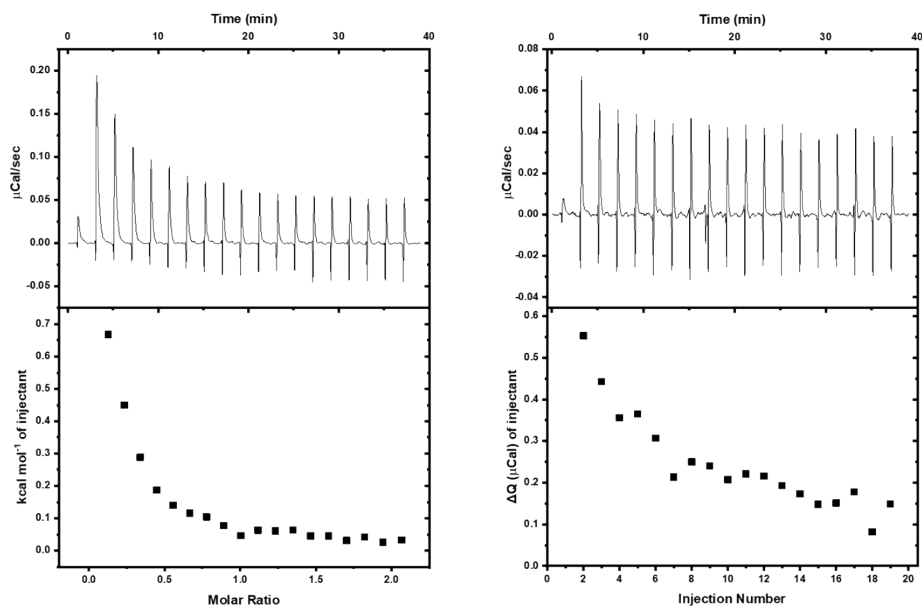 Time (min)
0 10 20 30 40
0.20
0.15
0.10
0.05
0.00
-0.05
μCal/sec
0.7
0.6
0.5
0.4
0.3
0.2
0.1
0.0
kcal mol⁻¹ of injectant
0.0 0.5 1.0 1.5 2.0
Molar Ratio
Time (min)
0 10 20 30 40
0.08
0.06
0.04
0.02
0.00
-0.02
-0.04
μCal/sec
0.6
0.5
0.4
0.3
0.2
0.1
0.0
ΔQ (μCal) of injectant
0 2 4 6 8 10 12 14 16 18 20
Injection Number